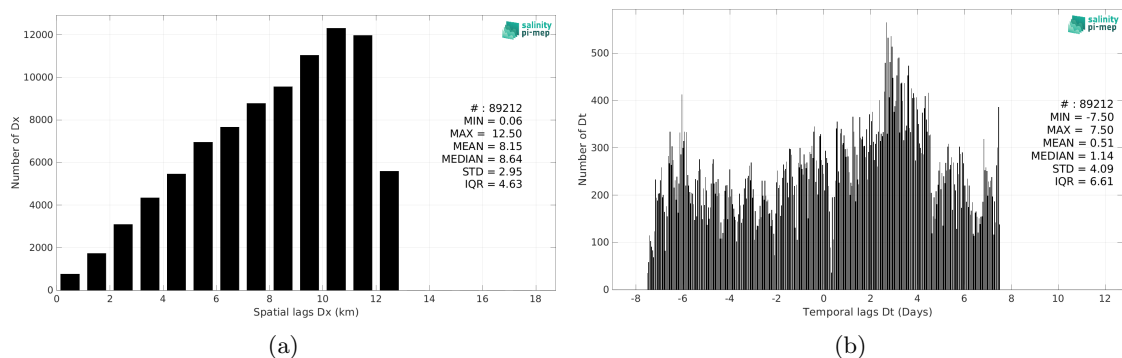 salinity
pi-mep
12000
10000
8000
6000
4000
2000
0
Number of Dx
# : 89212
MIN = 0.06
MAX = 12.50
MEAN = 8.15
MEDIAN = 8.64
STD = 2.95
IQR = 4.63
0 2 4 6 8 10 12 14 16 18
Spatial lags Dx (km)
(a)
salinity
pi-mep
500
400
300
200
100
0
Number of Dt
# : 89212
MIN = -7.50
MAX = 7.50
MEAN = 0.51
MEDIAN = 1.14
STD = 4.09
IQR = 6.61
-8 -6 -4 -2 0 2 4 6 8 10 12
Temporal lags Dt (Days)
(b)